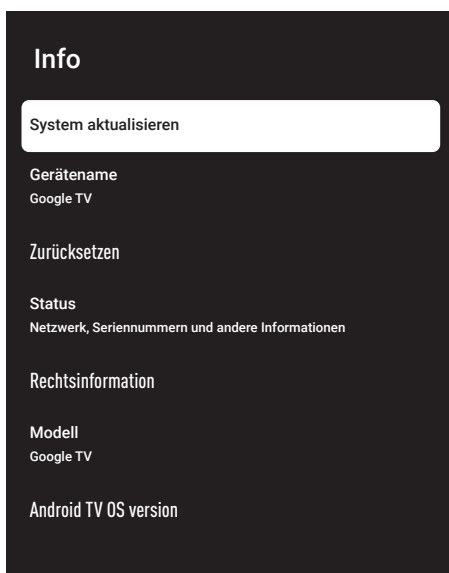 Info
System aktualisieren
Gerätename
Google TV
Zurücksetzen
Status
Netzwerk, Seriennummern und andere Informationen
Rechtsinformation
Modell
Google TV
Android TV OS version